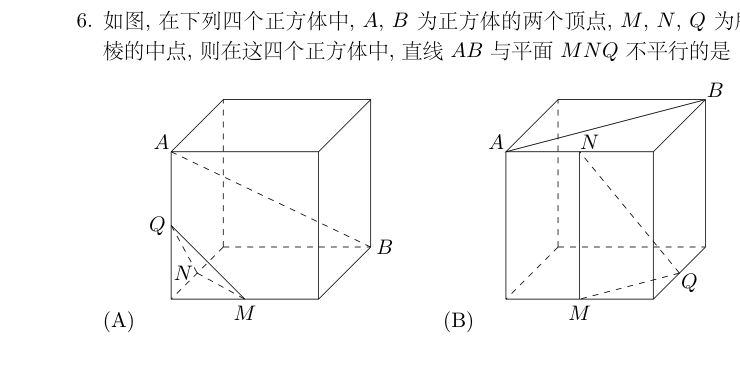 6. 如图, 在下列四个正方体中, A, B 为正方体的两个顶点, M, N, Q 为
棱的中点, 则在这四个正方体中, 直线 AB 与平面 MNQ 不平行的是
B
A
A
N
Q
B
N
Q
M
M
(A)
(B)